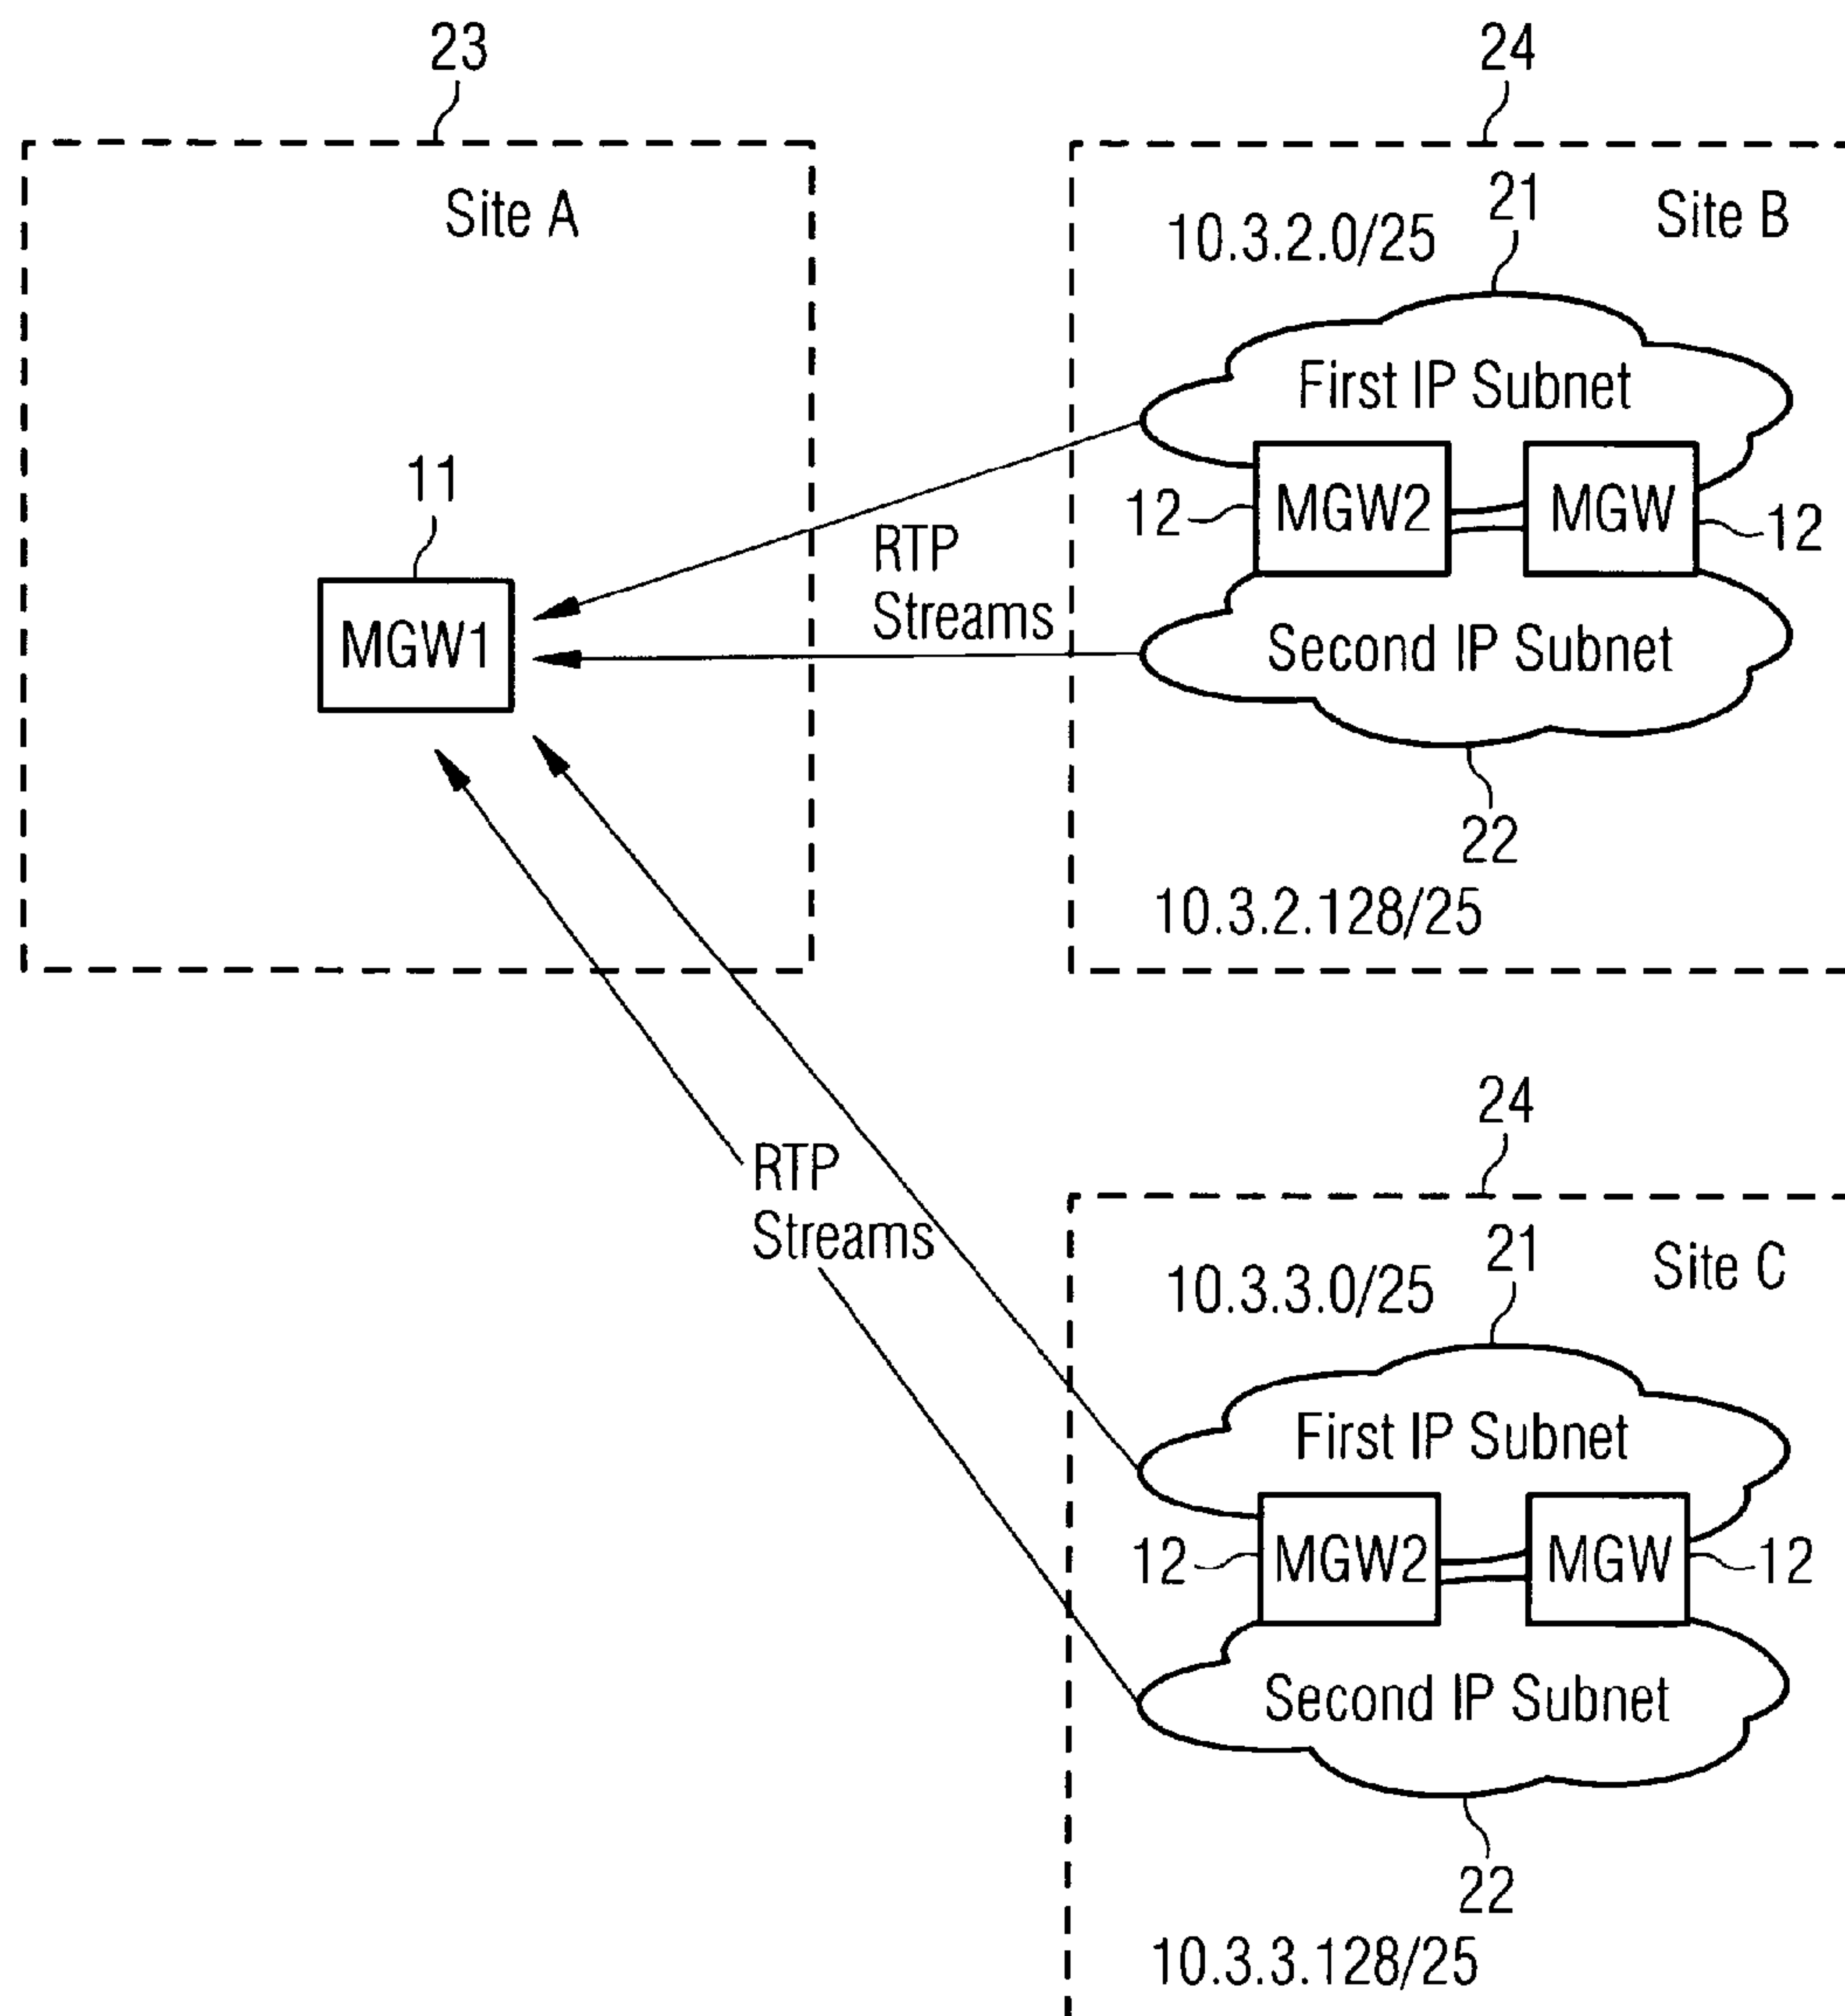 23
24
Site A
10.3.2.0/25
21
Site B
First IP Subnet
11
12
MGW2
MGW
12
RTP
Streams
MGW1
Second IP Subnet
22
10.3.2.128/25
24
RTP
Streams
10.3.3.0/25
21
Site C
First IP Subnet
12
MGW2
MGW
12
Second IP Subnet
22
10.3.3.128/25